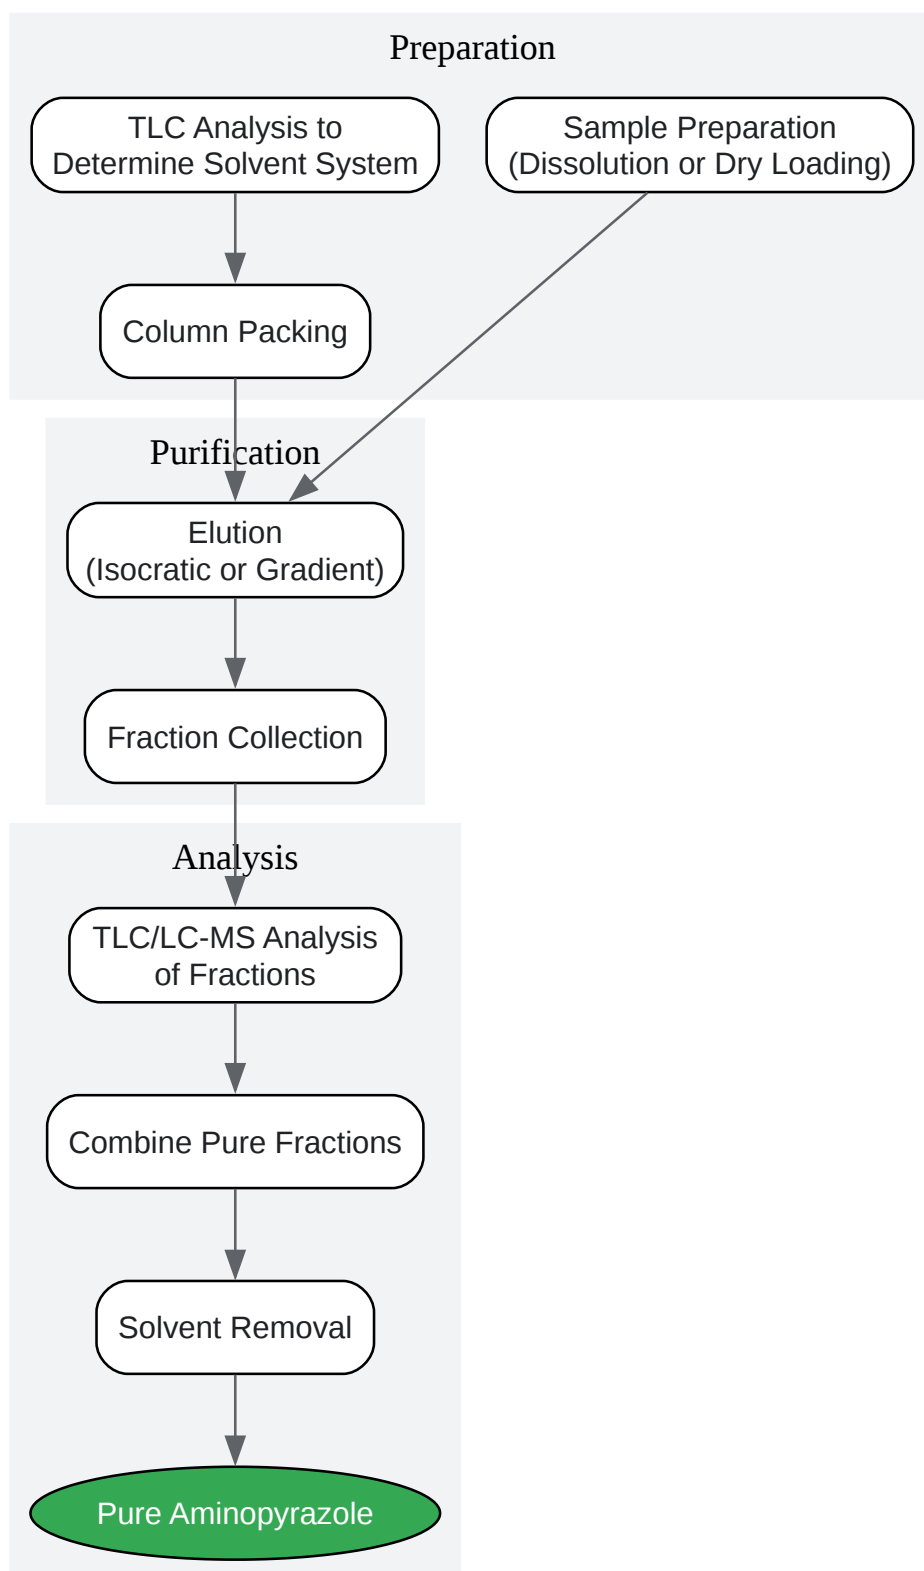 Preparation
TLC Analysis to
Determine Solvent System
Sample Preparation
(Dissolution or Dry Loading)
Column Packing
Purification
Elution
(Isocratic or Gradient)
Fraction Collection
Analysis
TLC/LC-MS Analysis
of Fractions
Combine Pure Fractions
Solvent Removal
Pure Aminopyrazole